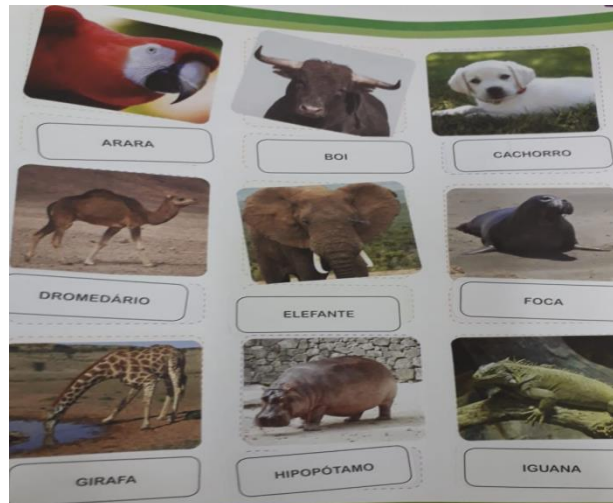 ARARA
BOI
CACHORRO
DROMEDÁRIO
ELEFANTE
FOCA
GIRAFA
HIPOPÓTAMO
IGUANA